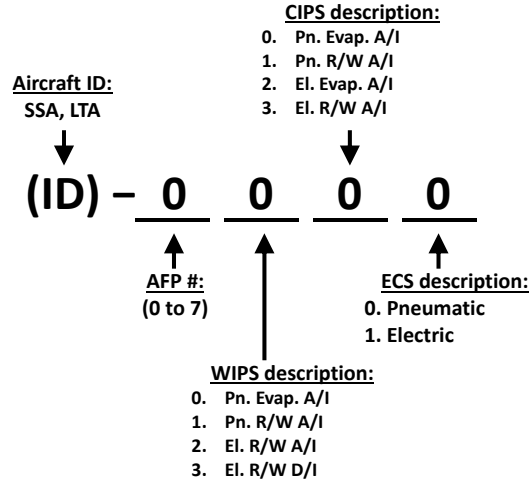 CIPS description:
0. Pn. Evap. A/I
1. Pn. R/W A/I
2. El. Evap. A/I
3. El. R/W A/I
Aircraft ID:
SSA, LTA
(ID) – 0 0 0 0
AFP #:
(0 to 7)
ECS description:
0. Pneumatic
1. Electric
WIPS description:
0. Pn. Evap. A/I
1. Pn. R/W A/I
2. El. R/W A/I
3. El. R/W D/I